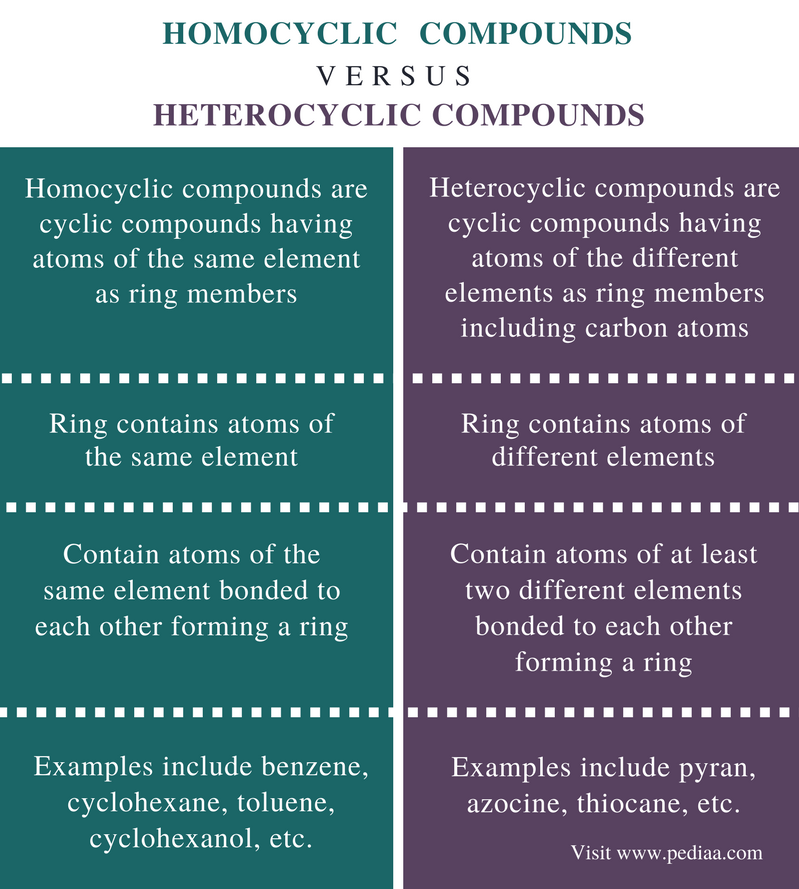 HOMOCYCLIC COMPOUNDS
VERSUS
HETEROCYCLIC COMPOUNDS
Homocyclic compounds are
cyclic compounds having
atoms of the same element
as ring members
Heterocyclic compounds are
cyclic compounds having
atoms of the different
elements as ring members
including carbon atoms
Ring contains atoms of
the same element
Ring contains atoms of
different elements
Contain atoms of the
same element bonded to
each other forming a ring
Contain atoms of at least
two different elements
bonded to each other
forming a ring
Examples include benzene,
cyclohexane, toluene,
cyclohexanol, etc.
Examples include pyran,
azocine, thiocane, etc.
Visit www.pediaa.com